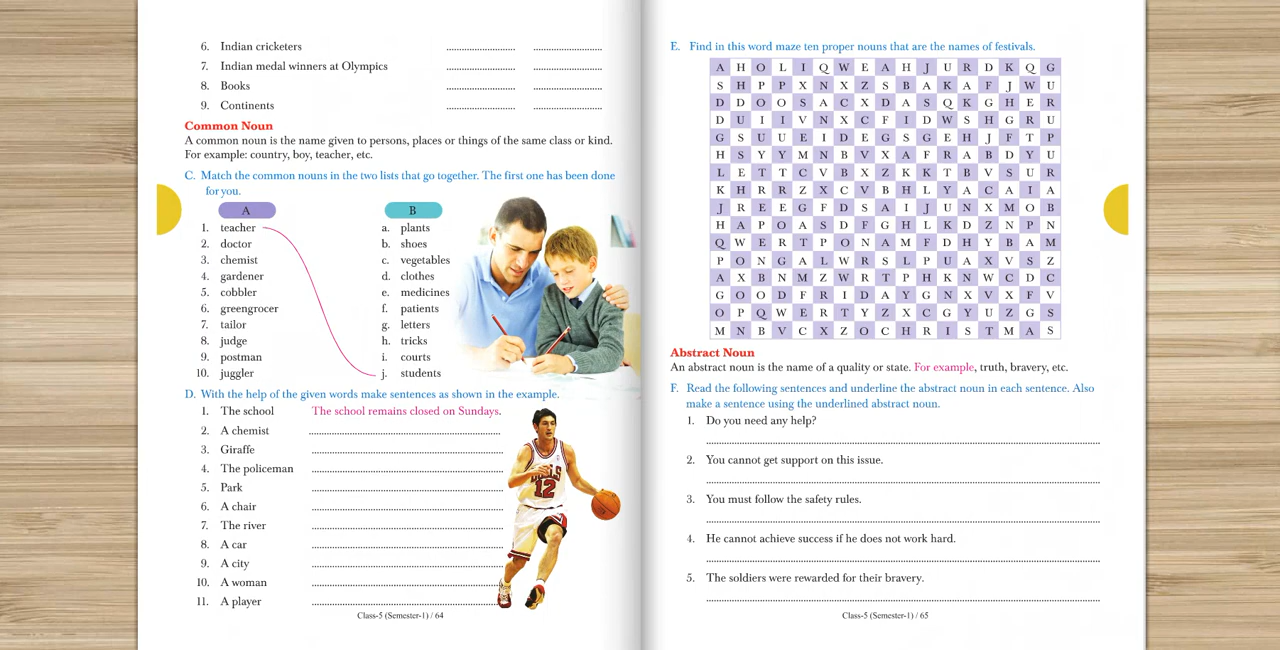 6. Indian cricketers .......................... ..........................
7. Indian medal winners at Olympics .......................... ..........................
8. Books .......................... ..........................
9. Continents .......................... ..........................
Common Noun
A common noun is the name given to persons, places or things of the same class or kind.
For example: country, boy, teacher, etc.
C. Match the common nouns in the two lists that go together. The first one has been done
for you.
A B
1. teacher a. plants
2. doctor b. shoes
3. chemist c. vegetables
4. gardener d. clothes
5. cobbler e. medicines
6. greengrocer f. patients
7. tailor g. letters
8. judge h. tricks
9. postman i. courts
10. juggler j. students
D. With the help of the given words make sentences as shown in the example.
1. The school The school remains closed on Sundays.
2. A chemist ..........................
3. Giraffe ..........................
4. The policeman ..........................
5. Park ..........................
6. A chair ..........................
7. The river ..........................
8. A car ..........................
9. A city ..........................
10. A woman ..........................
11. A player ..........................
12
Class-5 (Semester-1) / 64
E. Find in this word maze ten proper nouns that are the names of festivals.
A H O L I Q W E A H J U R D K Q G
S H P P X N X Z S B A K A F J W U
D D O O S A C X D A S Q K G H E R
D U I I V N X C F I D W S H G R U
G S U U E I D E G S G E H J F T P
H S Y Y M N B V X A F R A B D Y U
L E T T C V B X Z K K T B V S U R
K H R R Z X C V B H L Y A C A I A
J R E E G F D S A I J U N X M O B
H A P O A S D F G H L K D Z N P N
Q W E R T P O N A M F D H Y B A M
P O N G A L W R S L P U A X V S Z
A X B N M Z W R T P H K N W C D C
G O O D F R I D A Y G N X V X F V
O P Q W E R T Y Z X C G Y U Z G S
M N B V C X Z O C H R I S T M A S
Abstract Noun
An abstract noun is the name of a quality or state. For example, truth, bravery, etc.
F. Read the following sentences and underline the abstract noun in each sentence. Also
make a sentence using the underlined abstract noun.
1. Do you need any help?
..........................
2. You cannot get support on this issue.
..........................
3. You must follow the safety rules.
..........................
4. He cannot achieve success if he does not work hard.
..........................
5. The soldiers were rewarded for their bravery.
..........................
Class-5 (Semester-1) / 65